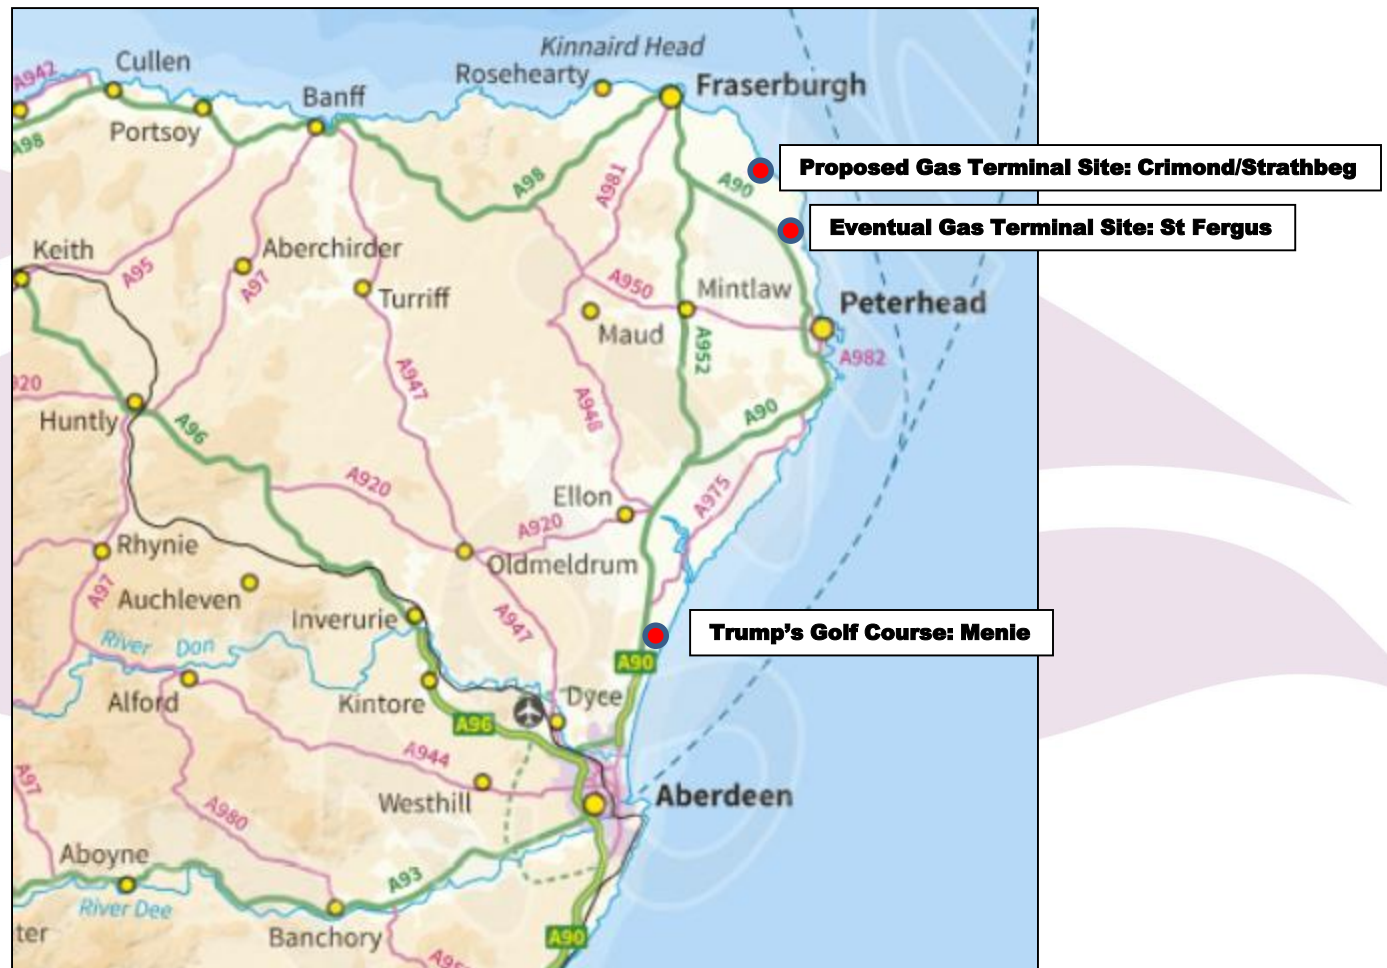 Kinnaird Head
Cullen
A942
Rosehearty
Fraserburgh
Banff
Portsoy
A98
Proposed Gas Terminal Site: Crimond/Strathbeg
A98
A981
A90
Eventual Gas Terminal Site: St Fergus
Keith
Aberchirder
A95
A97
A950
Mintlaw
Turriff
Peterhead
Maud
A952
A982
A947
920
A948
A90
Huntly
A96
A920
Ellon
A975
A920
Rhynie
Oldmeldrum
A97
Auchleven
Inverurie
A947
Trump's Golf Course: Menie
River Don
A90
Alford
Kintore
Dyce
A96
A944
A97
Westhill
Aberdeen
A980
Aboyne
A93
River Dee
ter
Banchory
A90